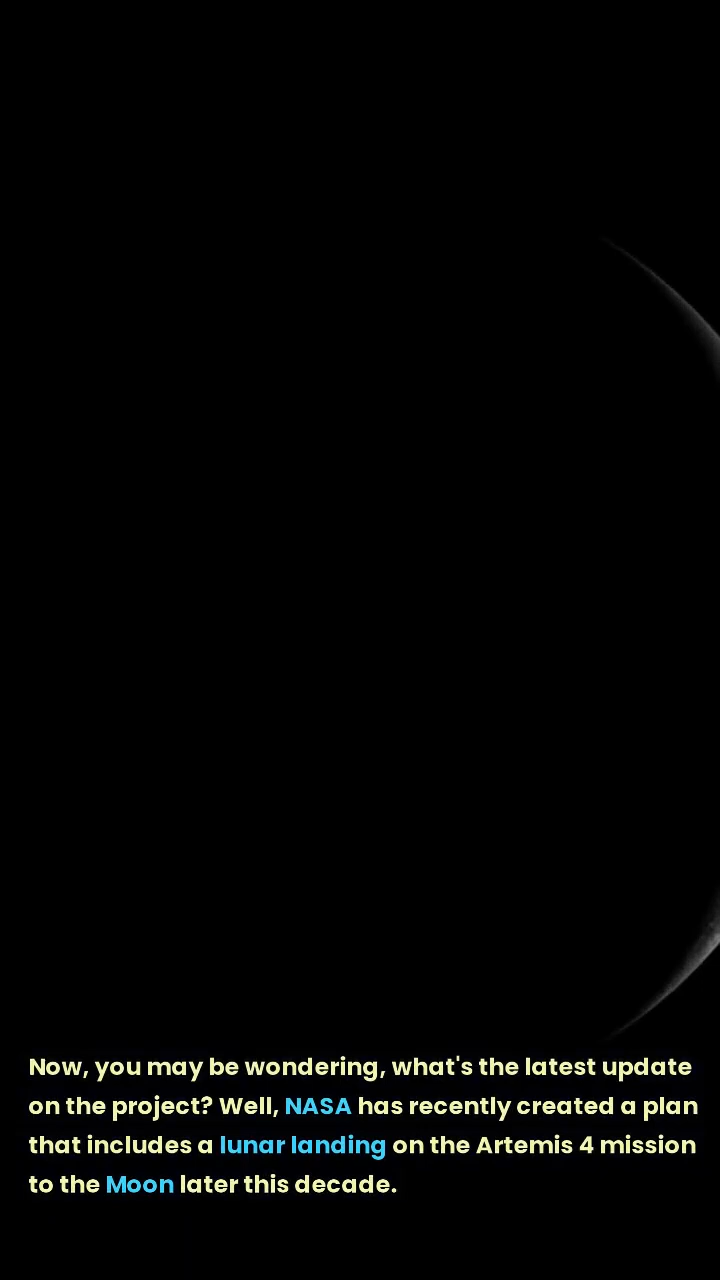 Now, you may be wondering, what's the latest update
on the project? Well, NASA has recently created a plan
that includes a lunar landing on the Artemis 4 mission
to the Moon later this decade.